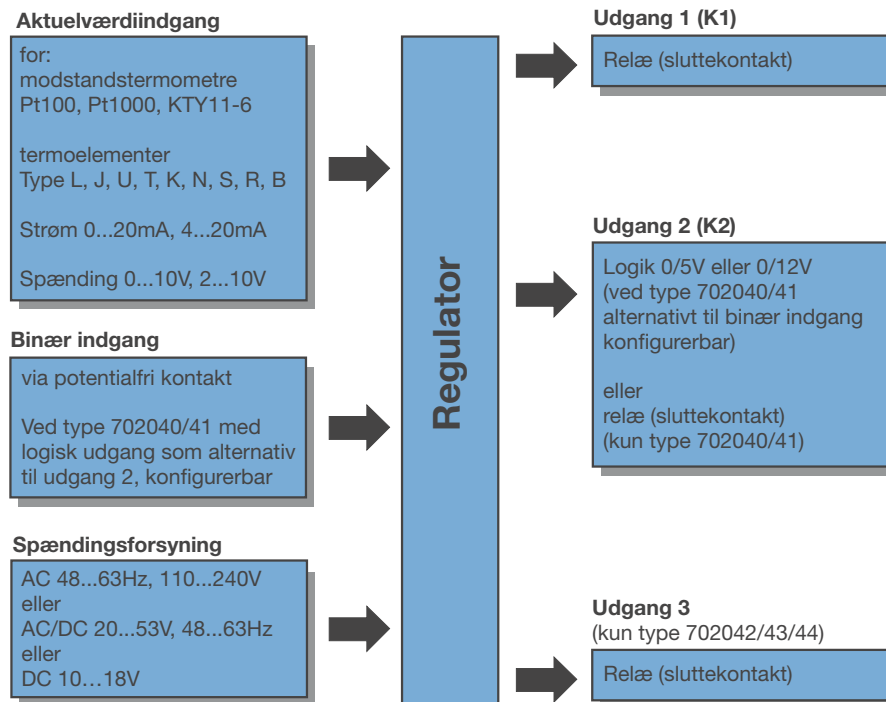 Aktuelværdiindgang
for:
modstandstermometre
Pt100, Pt1000, KTY11-6
termoelementer
Type L, J, U, T, K, N, S, R, B
Strøm 0...20mA, 4...20mA
Spænding 0...10V, 2...10V
Binær indgang
via potentialfri kontakt
Ved type 702040/41 med
logisk udgang som alternativ
til udgang 2, konfigurerbar
Spændingsforsyning
AC 48...63Hz, 110...240V
eller
AC/DC 20...53V, 48...63Hz
eller
DC 10...18V
Regulator
Udgang 1 (K1)
Relæ (sluttekontakt)
Udgang 2 (K2)
Logik 0/5V eller 0/12V
(ved type 702040/41
alternativt til binær indgang
konfigurerbar)
eller
relæ (sluttekontakt)
(kun type 702040/41)
Udgang 3
(kun type 702042/43/44)
Relæ (sluttekontakt)